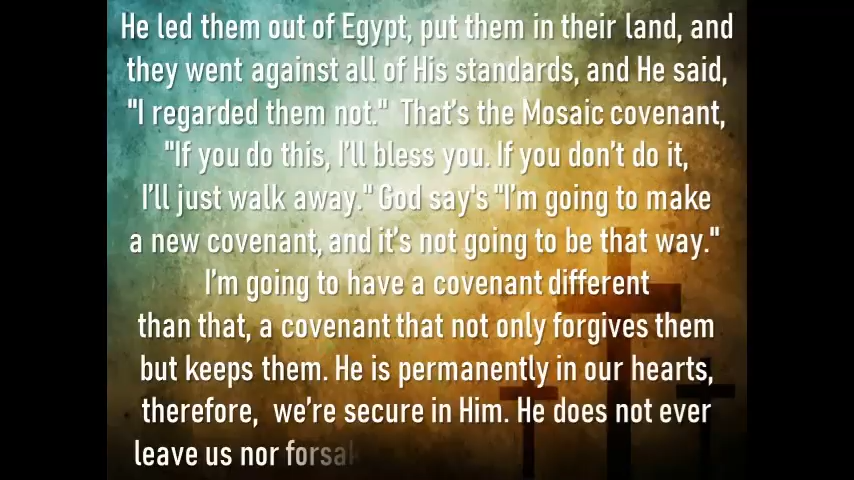 He led them out of Egypt, put them in their land, and
they went against all of His standards, and He said,
"I regarded them not." That's the Mosaic covenant,
"If you do this, I'll bless you. If you don't do it,
I'll just walk away." God say's "I'm going to make
a new covenant, and it's not going to be that way."
I'm going to have a covenant different
than that, a covenant that not only forgives them
but keeps them. He is permanently in our hearts,
therefore, we're secure in Him. He does not ever
leave us nor